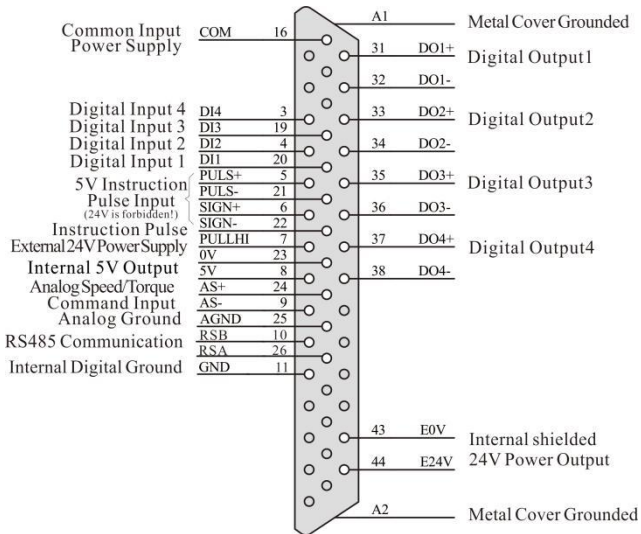 A1 Metal Cover Grounded
Common Input COM 16
Power Supply
31 DO1+ Digital Output1
32 DO1-
Digital Input 4 DI4 3
33 DO2+ Digital Output2
Digital Input 3 DI3 19
Digital Input 2 DI2 4
34 DO2-
Digital Input 1 DI1 20
PULS+ 5
35 DO3+ Digital Output3
5V Instruction PULS- 21
Pulse Input SIGN+ 6
(24V is forbidden!)
36 DO3-
SIGN- 22
Instruction Pulse PULLHI 7
External 24V Power Supply
37 DO4+ Digital Output4
0V 23
Internal 5V Output 5V 8
38 DO4-
Analog Speed/Torque AS+ 24
Command Input AS- 9
Analog Ground AGND 25
RS485 Communication RSB 10
RSA 26
Internal Digital Ground GND 11
43 E0V Internal shielded
44 E24V 24V Power Output
A2 Metal Cover Grounded